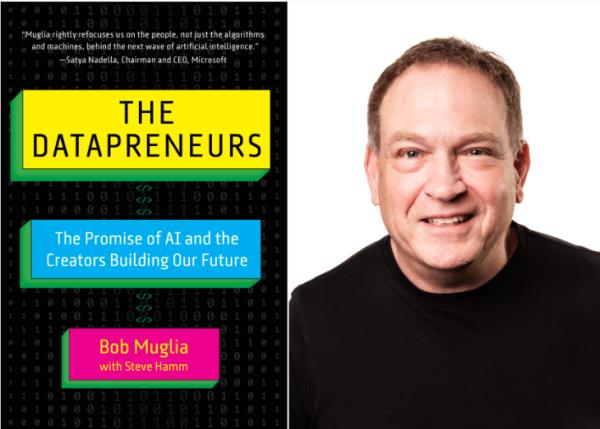 "Muglia rightly refocuses us on the people, not just the algorithms
and machines, behind the next wave of artificial intelligence."
—Satya Nadella, Chairman and CEO, Microsoft
THE
DATAPRENEURS
</>
</>
</>
The Promise of AI and the
Creators Building Our Future
</>
</>
</>
Bob Muglia
with Steve Hamm